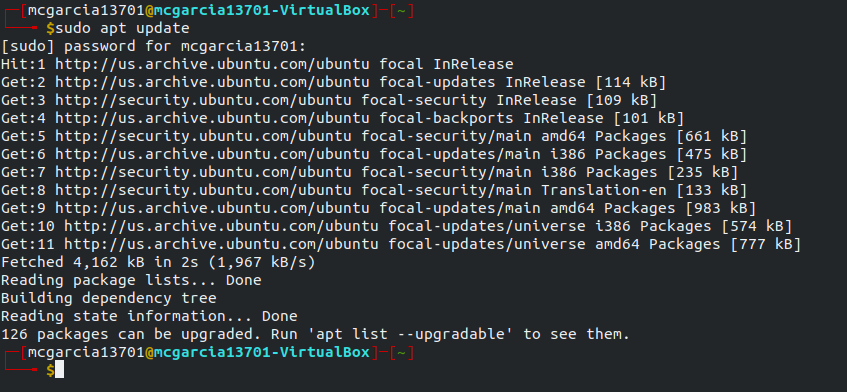 ┌─[mcgarcia13701@mcgarcia13701-VirtualBox]─[~]
└──╼ $sudo apt update
[sudo] password for mcgarcia13701:
Hit:1 http://us.archive.ubuntu.com/ubuntu focal InRelease
Get:2 http://us.archive.ubuntu.com/ubuntu focal-updates InRelease [114 kB]
Get:3 http://security.ubuntu.com/ubuntu focal-security InRelease [109 kB]
Get:4 http://us.archive.ubuntu.com/ubuntu focal-backports InRelease [101 kB]
Get:5 http://security.ubuntu.com/ubuntu focal-security/main amd64 Packages [661 kB]
Get:6 http://us.archive.ubuntu.com/ubuntu focal-updates/main i386 Packages [475 kB]
Get:7 http://security.ubuntu.com/ubuntu focal-security/main i386 Packages [235 kB]
Get:8 http://security.ubuntu.com/ubuntu focal-security/main Translation-en [133 kB]
Get:9 http://us.archive.ubuntu.com/ubuntu focal-updates/main amd64 Packages [983 kB]
Get:10 http://us.archive.ubuntu.com/ubuntu focal-updates/universe i386 Packages [574 kB]
Get:11 http://us.archive.ubuntu.com/ubuntu focal-updates/universe amd64 Packages [777 kB]
Fetched 4,162 kB in 2s (1,967 kB/s)
Reading package lists... Done
Building dependency tree
Reading state information... Done
126 packages can be upgraded. Run 'apt list --upgradable' to see them.
┌─[mcgarcia13701@mcgarcia13701-VirtualBox]─[~]
└──╼ $